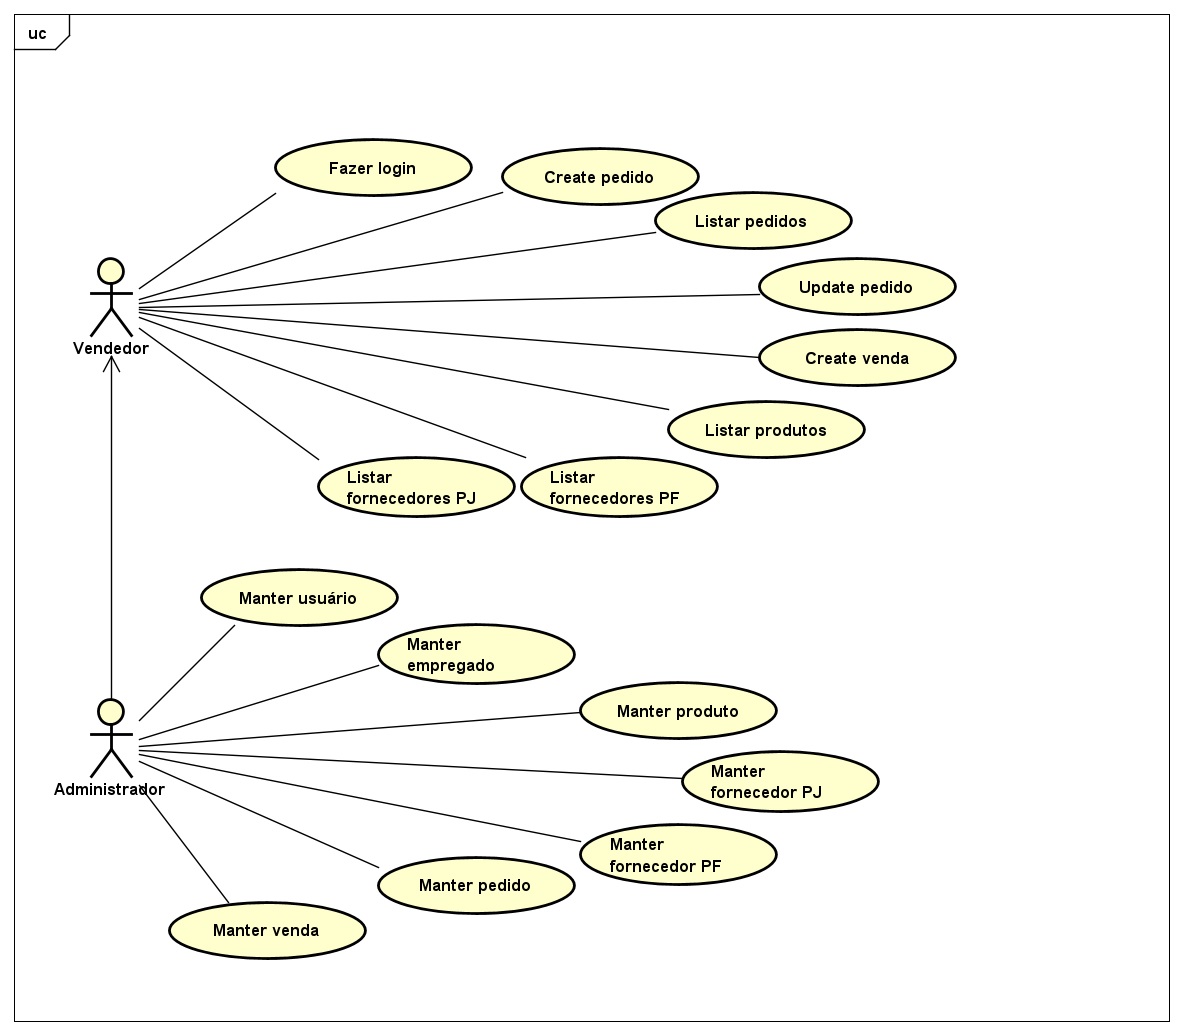 uc
Fazer login
Create pedido
Listar pedidos
Update pedido
Vendedor
Create venda
Listar produtos
Listar
fornecedores PJ
Listar
fornecedores PF
Manter usuário
Manter
empregado
Manter produto
Manter
fornecedor PJ
Administrador
Manter
fornecedor PF
Manter pedido
Manter venda